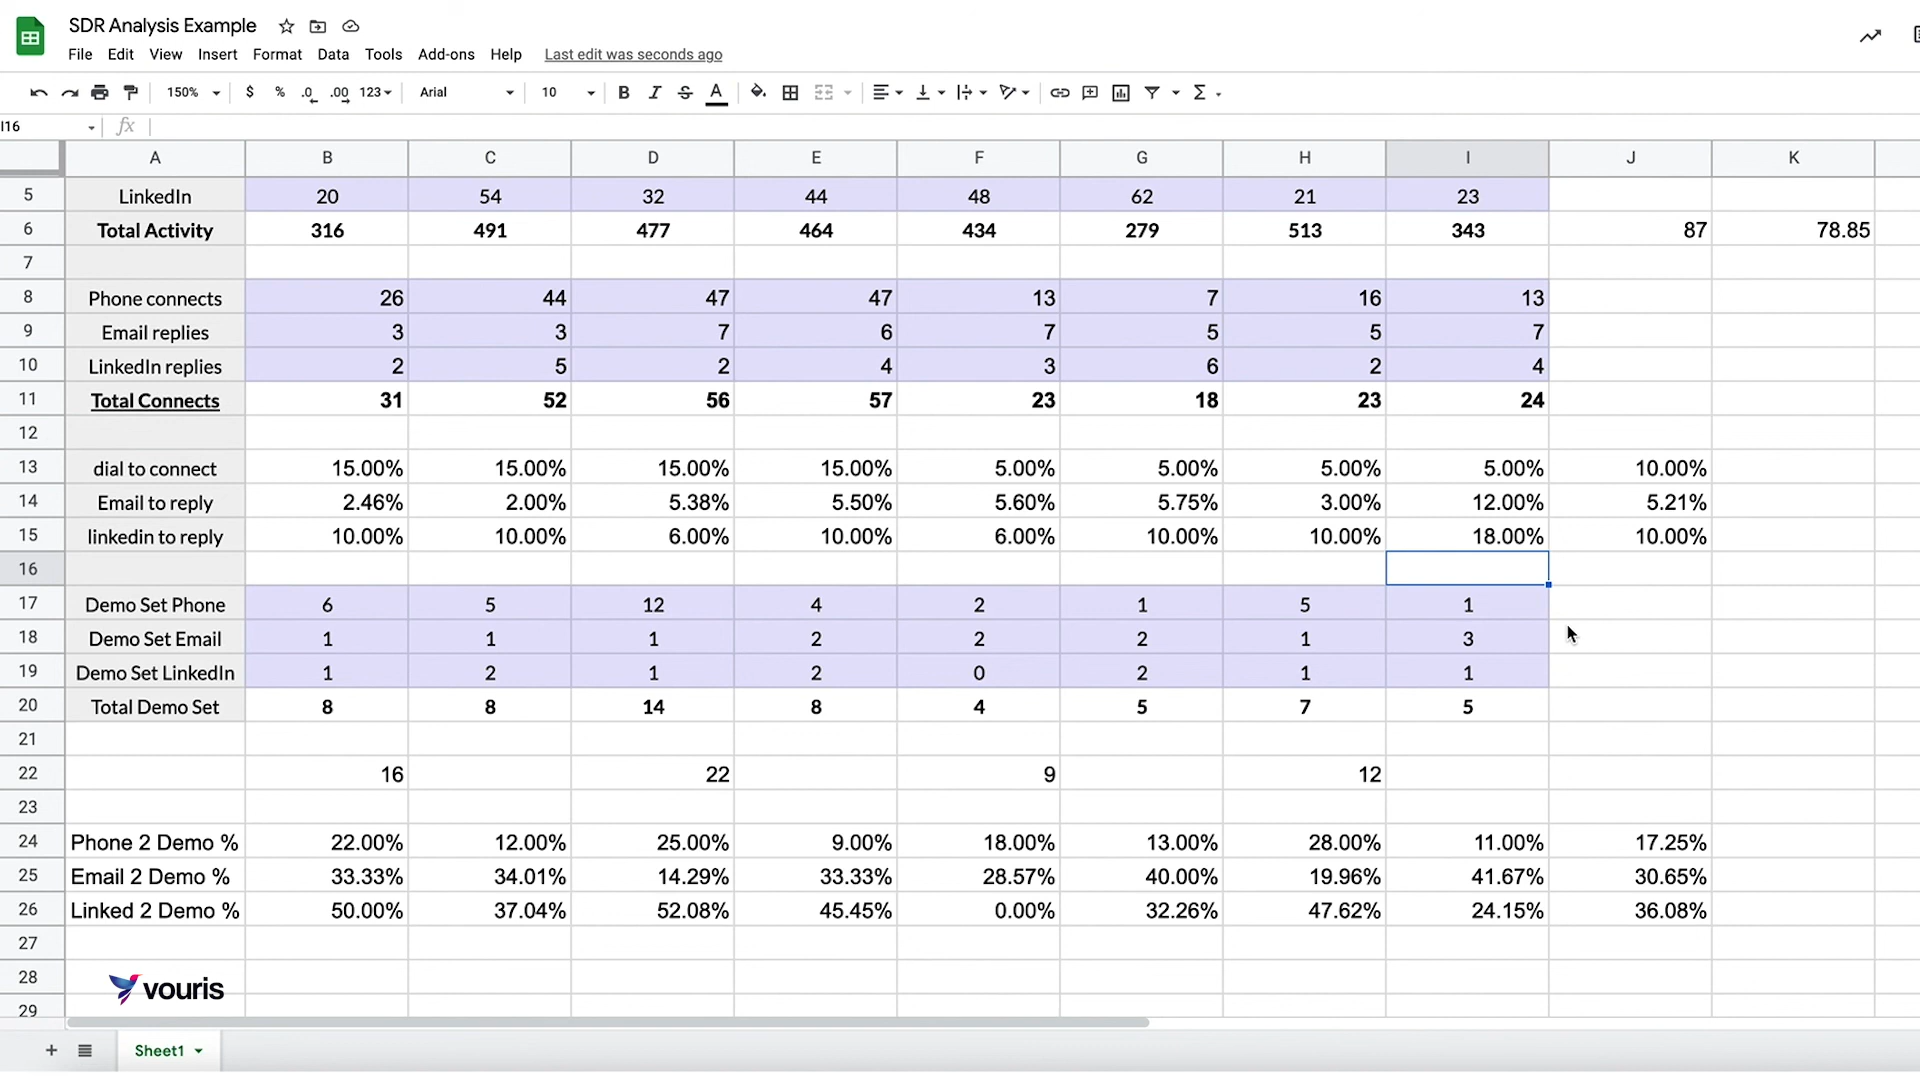 SDR Analysis Example
File Edit View Insert Format Data Tools Add-ons Help Last edit was seconds ago
150% $ % .0 .00 123 Arial 10 B I S A Σ
I16 fx
A B C D E F G H I J K
5 LinkedIn 20 54 32 44 48 62 21 23
6 Total Activity 316 491 477 464 434 279 513 343 87 78.85
7
8 Phone connects 26 44 47 47 13 7 16 13
9 Email replies 3 3 7 6 7 5 5 7
10 LinkedIn replies 2 5 2 4 3 6 2 4
11 Total Connects 31 52 56 57 23 18 23 24
12
13 dial to connect 15.00% 15.00% 15.00% 15.00% 5.00% 5.00% 5.00% 5.00% 10.00%
14 Email to reply 2.46% 2.00% 5.38% 5.50% 5.60% 5.75% 3.00% 12.00% 5.21%
15 linkedin to reply 10.00% 10.00% 6.00% 10.00% 6.00% 10.00% 10.00% 18.00% 10.00%
16
17 Demo Set Phone 6 5 12 4 2 1 5 1
18 Demo Set Email 1 1 1 2 2 2 1 3
19 Demo Set LinkedIn 1 2 1 2 0 2 1 1
20 Total Demo Set 8 8 14 8 4 5 7 5
21
22 16 22 9 12
23
24 Phone 2 Demo % 22.00% 12.00% 25.00% 9.00% 18.00% 13.00% 28.00% 11.00% 17.25%
25 Email 2 Demo % 33.33% 34.01% 14.29% 33.33% 28.57% 40.00% 19.96% 41.67% 30.65%
26 Linked 2 Demo % 50.00% 37.04% 52.08% 45.45% 0.00% 32.26% 47.62% 24.15% 36.08%
27
28 vouris
29
Sheet1